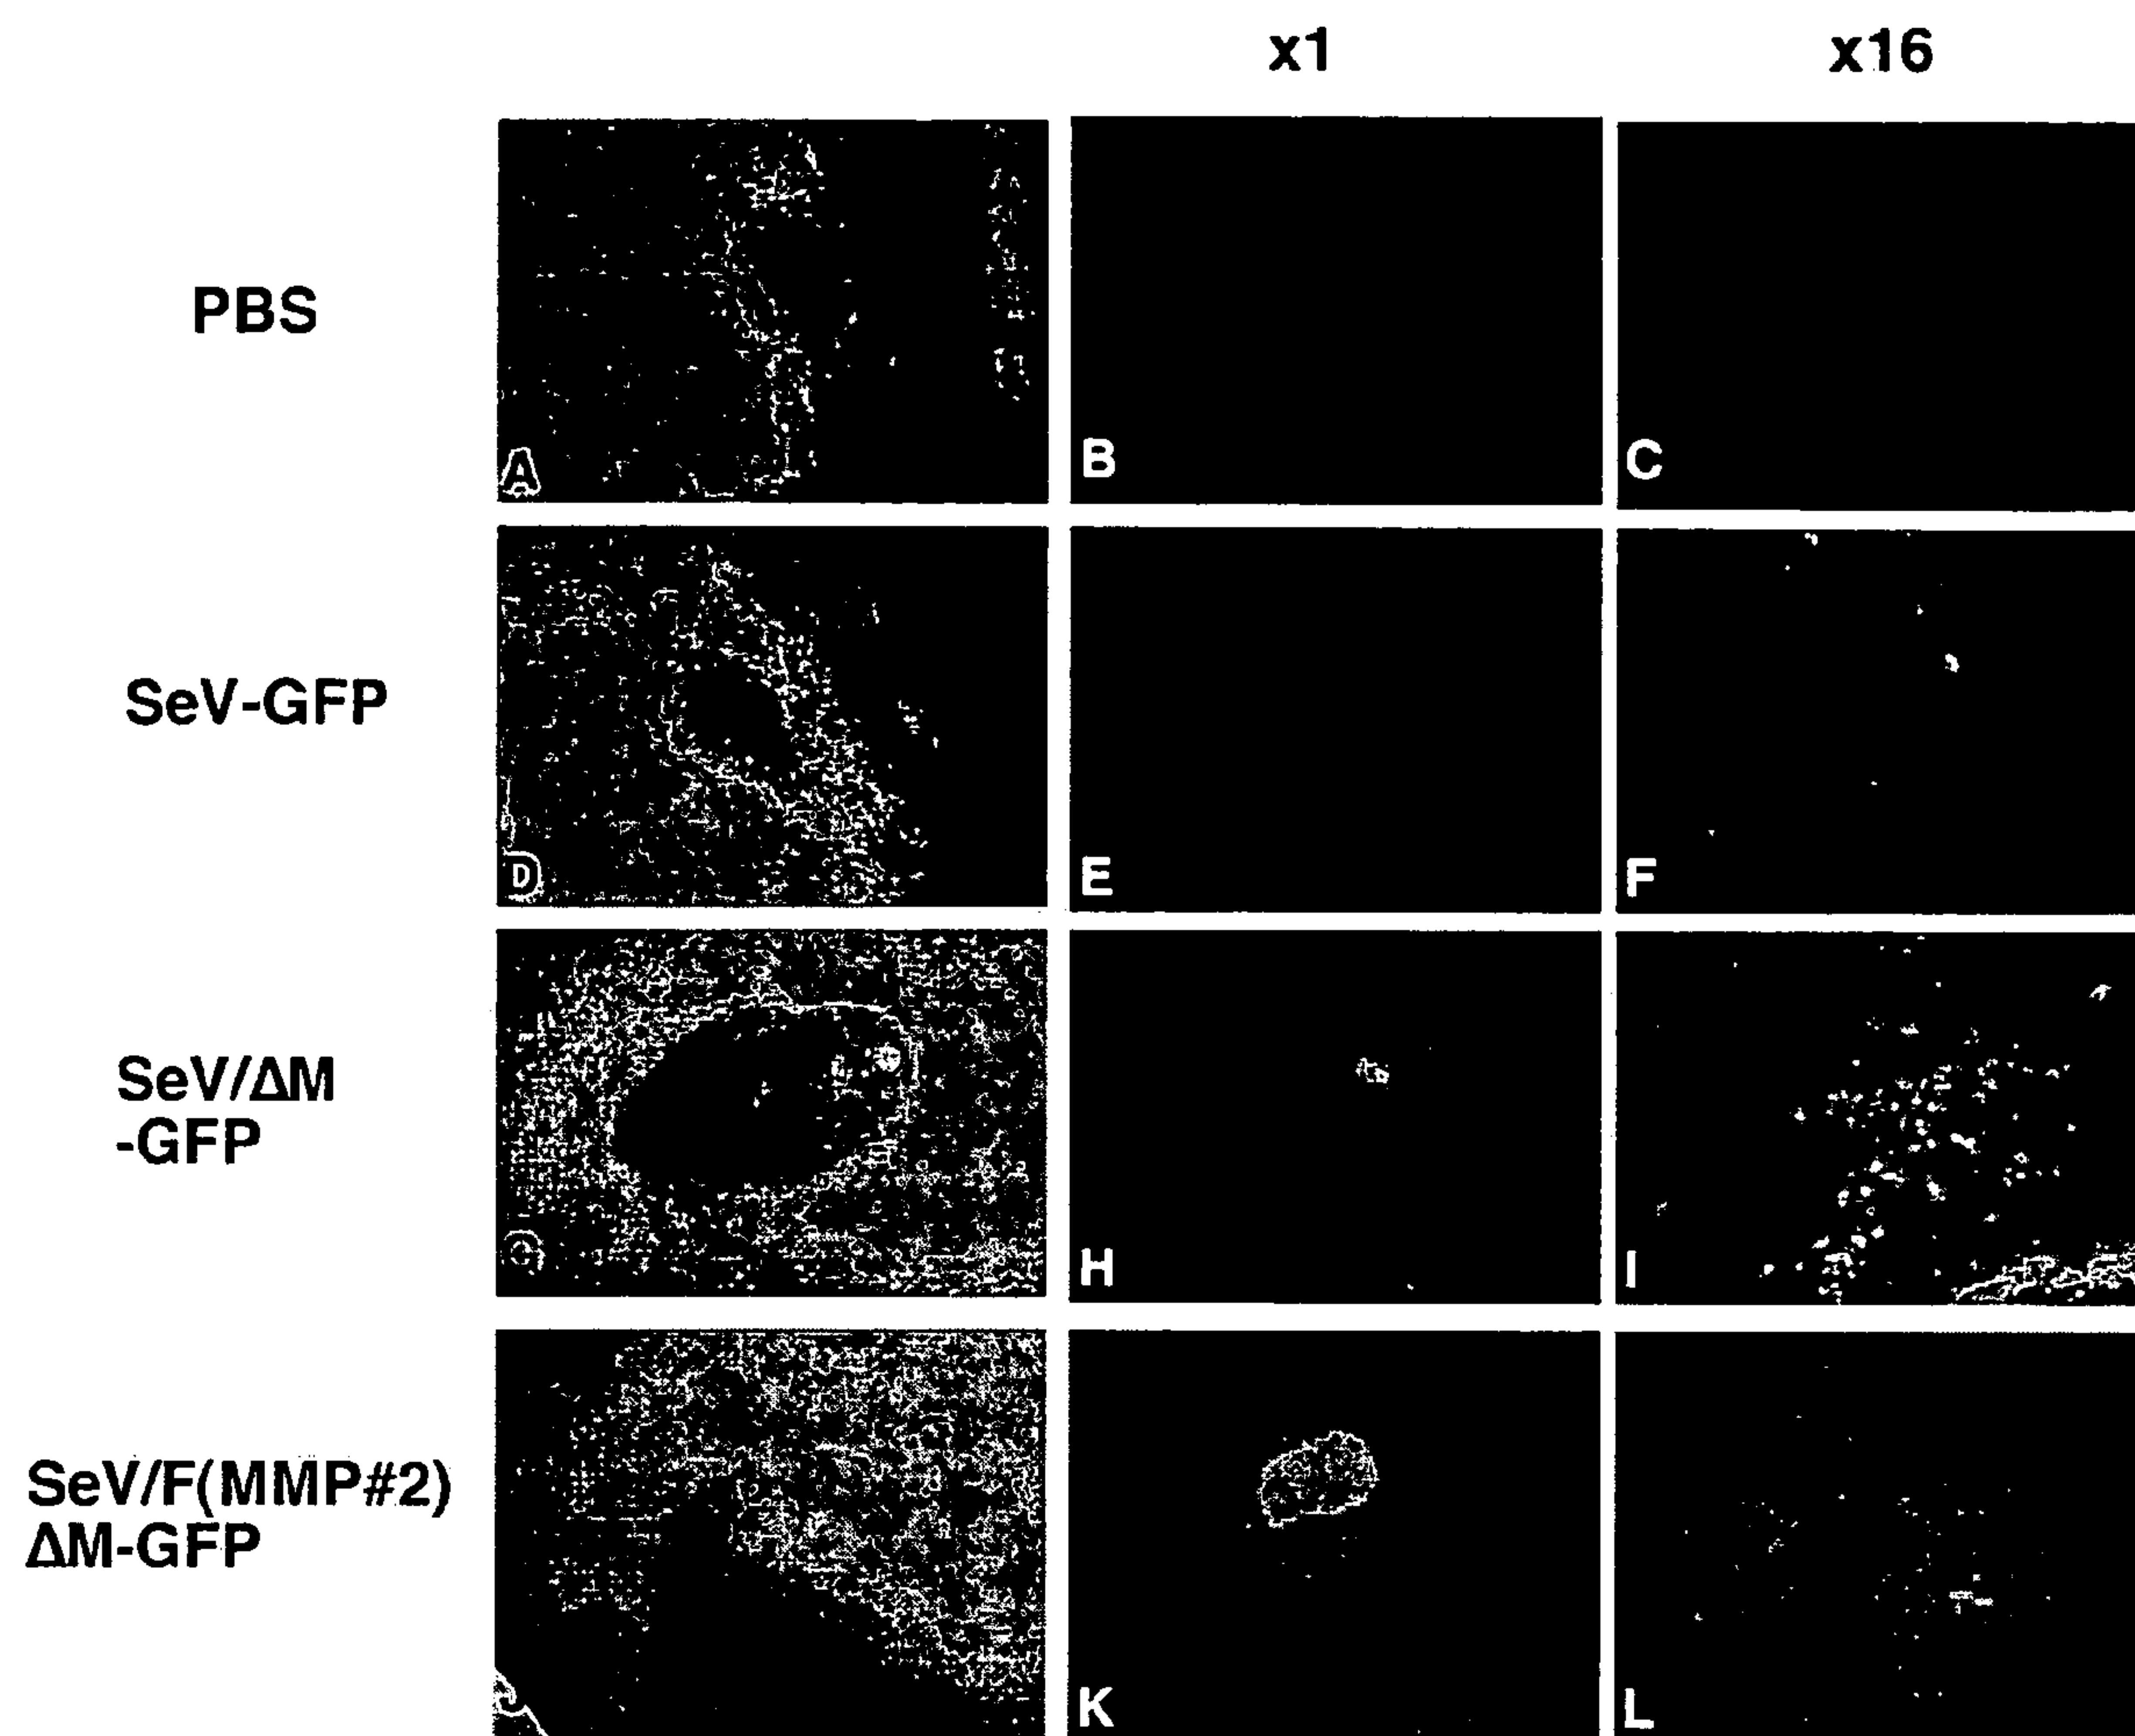 x1 x16
PBS
A B C
SeV-GFP
D E F
SeV/ΔM
-GFP
G H I
SeV/F(MMP#2)
ΔM-GFP
K L